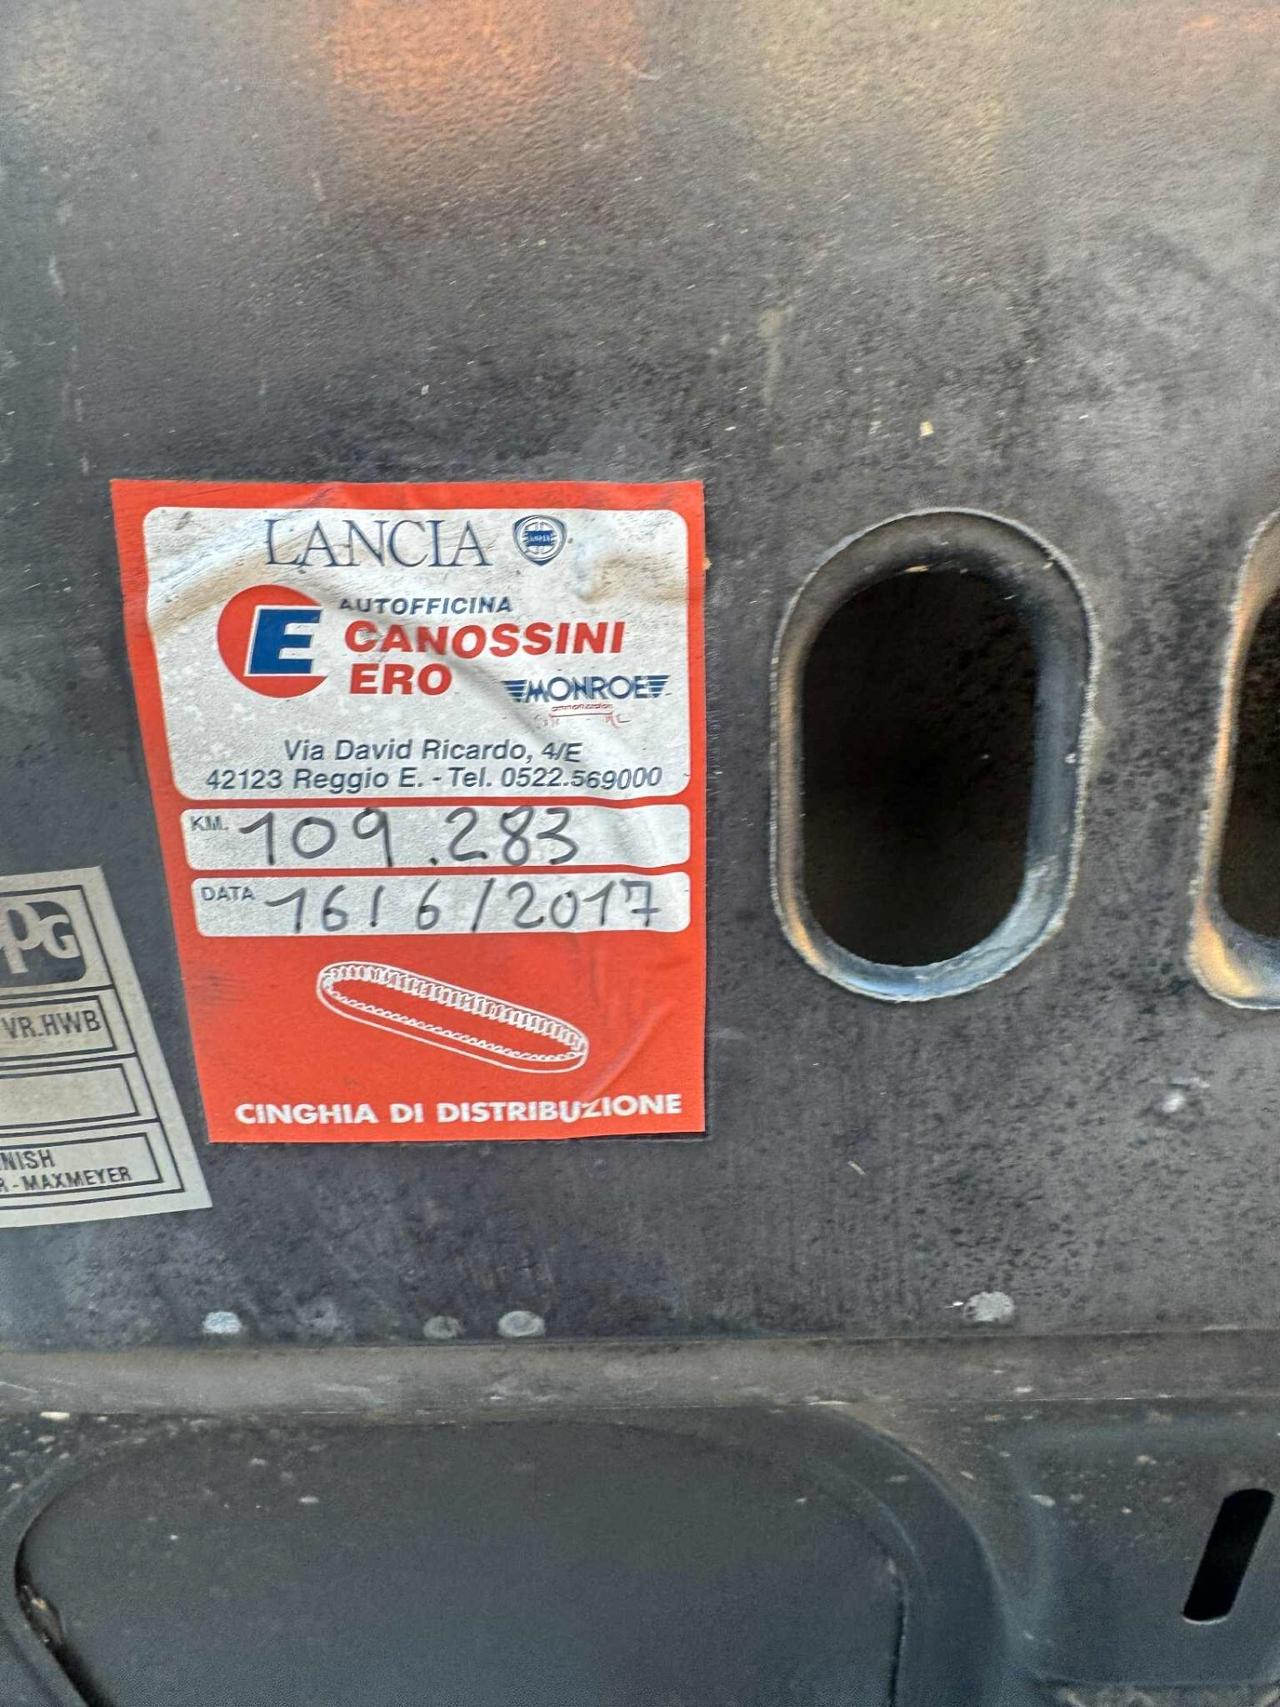 LANCIA
AUTOFFICINA
E CANOSSINI
ERO
MONROE
Via David Ricardo, 4/E
42123 Reggio E. - Tel. 0522.569000
KM. 109.283
DATA 16/6/2017
CINGHIA DI DISTRIBUZIONE
PPG
VR.HWB
NISH
R - MAXMEYER